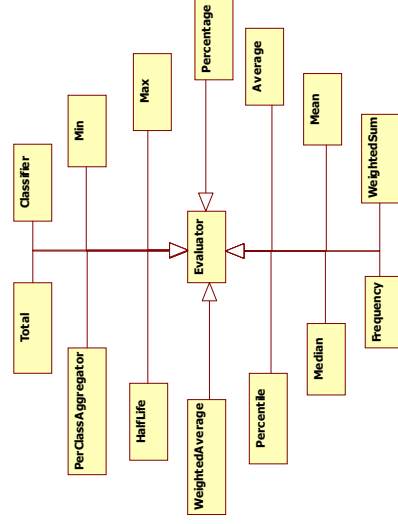 Total
Classifier
PerClassAggregator
Min
HalfLife
Max
WeightedAverage
Evaluator
Percentage
Percentile
Average
Median
Mean
Frequency
WeightedSum